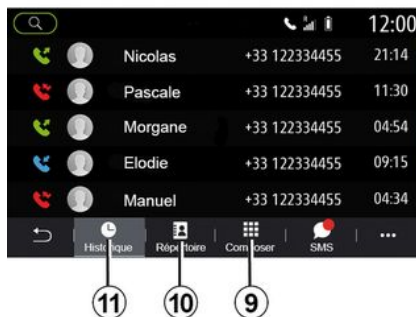 12:00
Nicolas +33 122334455 21:14
Pascale +33 122334455 11:30
Morgane +33 122334455 04:54
Elodie +33 122334455 09:15
Manuel +33 122334455 04:34
Historique Répertoire Composer SMS
11 10 9